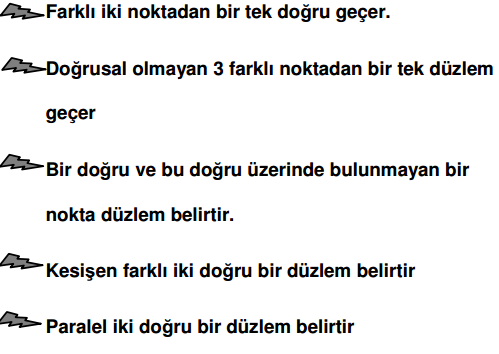 Farklı iki noktadan bir tek doğru geçer.
Doğrusal olmayan 3 farklı noktadan bir tek düzlem
geçer
Bir doğru ve bu doğru üzerinde bulunmayan bir
nokta düzlem belirtir.
Kesişen farklı iki doğru bir düzlem belirtir
Paralel iki doğru bir düzlem belirtir